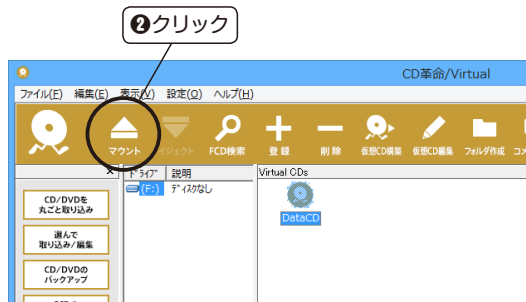 ❷クリック
CD革命/Virtual
ファイル(F) 編集(E) 表示(V) 設定(O) ヘルプ(H)
マウント イジェクト FCD検索 登録 削除 仮想CD構築 仮想CD編集 フォルダ作成
× ドライブ 説明 Virtual CDs
(F:) ディスクなし
DataCD
CD/DVDを
丸ごと取り込み
選んで
取り込み/編集
CD/DVDの
バックアップ